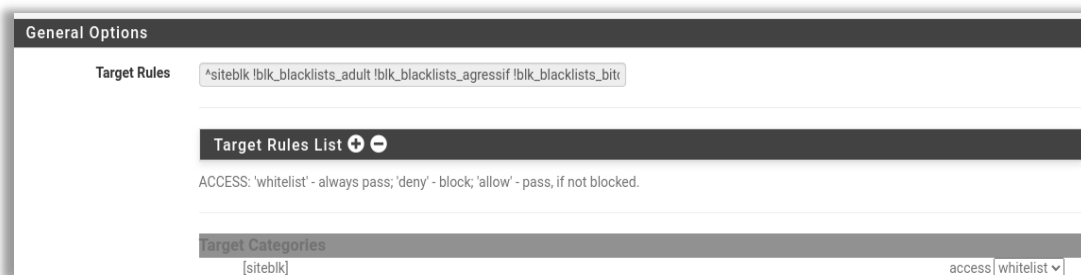 General Options
Target Rules
^siteblk !blk_blacklists_adult !blk_blacklists_agressif !blk_blacklists_bitc
Target Rules List
ACCESS: 'whitelist' - always pass; 'deny' - block; 'allow' - pass, if not blocked.
Target Categories
[siteblk] access whitelist